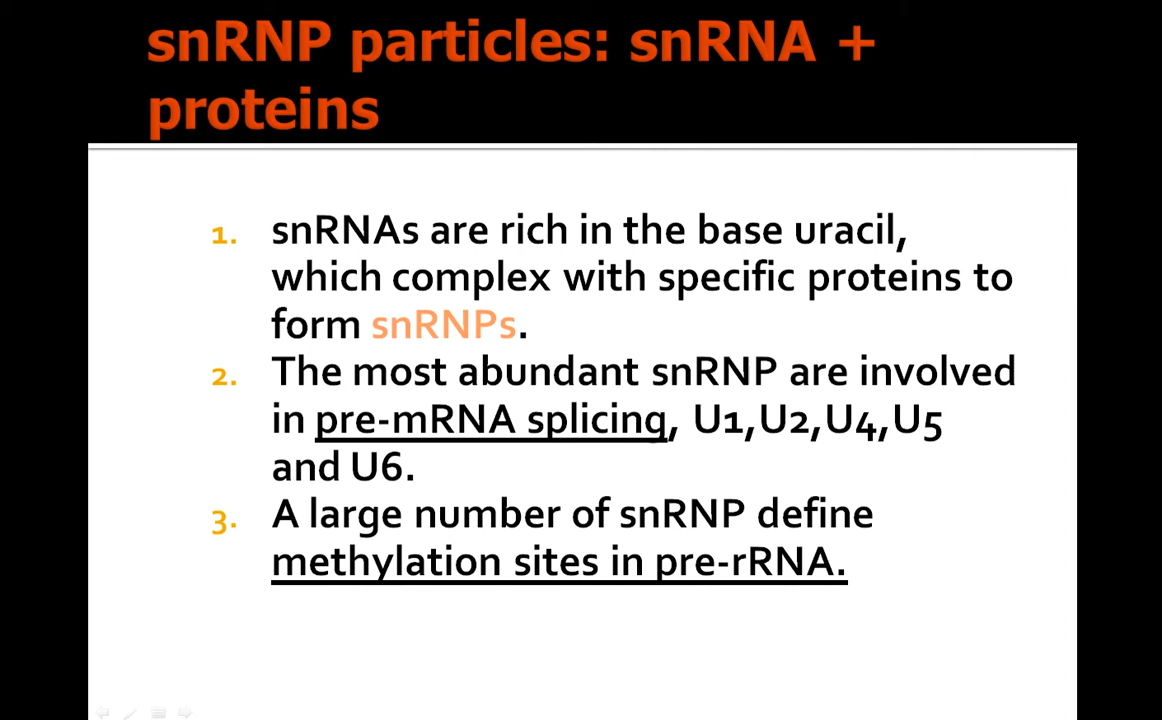 snRNP particles: snRNA +
proteins
1. snRNAs are rich in the base uracil,
which complex with specific proteins to
form snRNPs.
2. The most abundant snRNP are involved
in pre-mRNA splicing, U1,U2,U4,U5
and U6.
3. A large number of snRNP define
methylation sites in pre-rRNA.